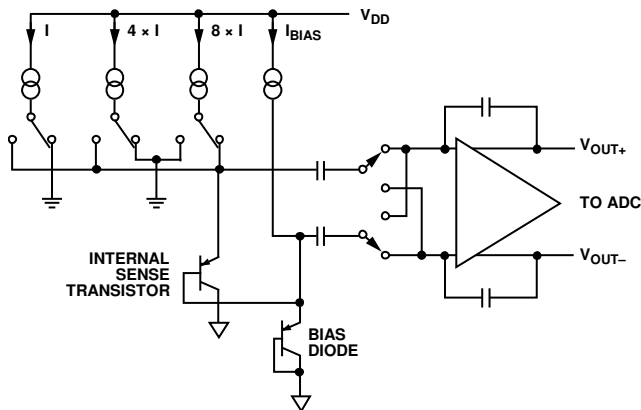 I
4 × I
8 × I
IBIAS
VDD
VOUT+
TO ADC
VOUT–
INTERNAL
SENSE
TRANSISTOR
BIAS
DIODE